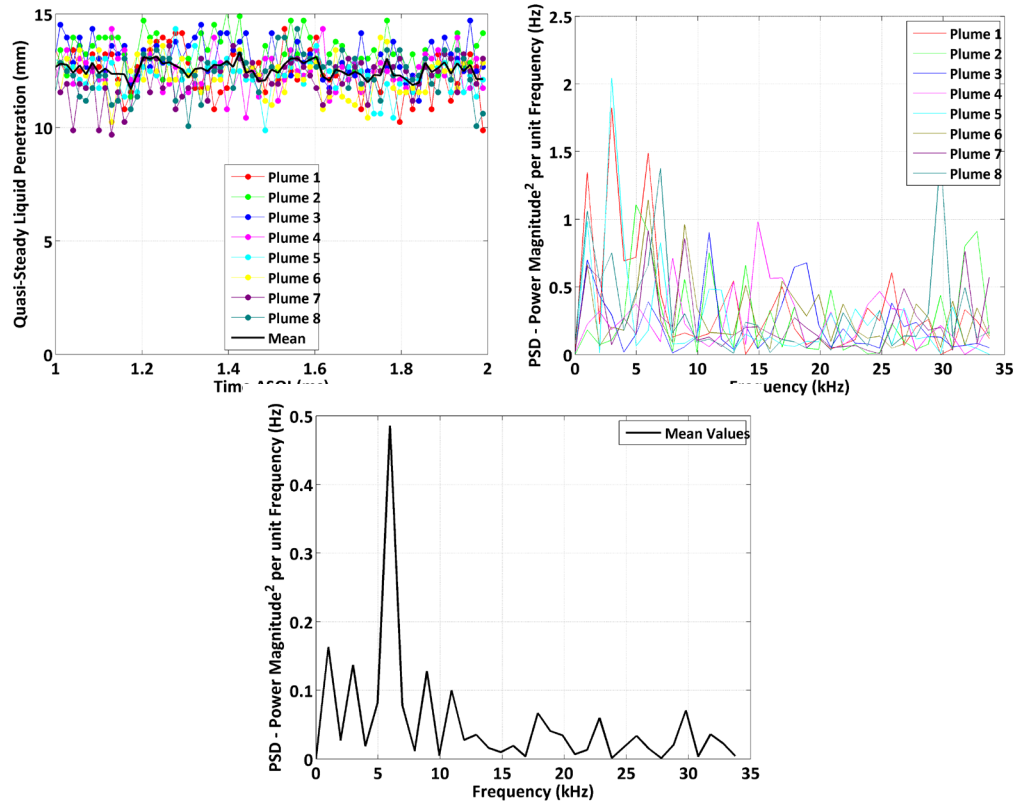 Quasi-Steady Liquid Penetration (mm)
15
10
5
0
1
1.2
1.4
1.6
1.8
2
Plume 1
Plume 2
Plume 3
Plume 4
Plume 5
Plume 6
Plume 7
Plume 8
Mean
PSD - Power Magnitude² per unit Frequency (Hz)
2.5
2
1.5
1
0.5
0
0 5 10 15 20 25 30 35
Frequency (kHz)
Plume 1
Plume 2
Plume 3
Plume 4
Plume 5
Plume 6
Plume 7
Plume 8
PSD - Power Magnitude² per unit Frequency (Hz)
0.5
0.4
0.3
0.2
0.1
0
0 5 10 15 20 25 30 35
Frequency (kHz)
Mean Values